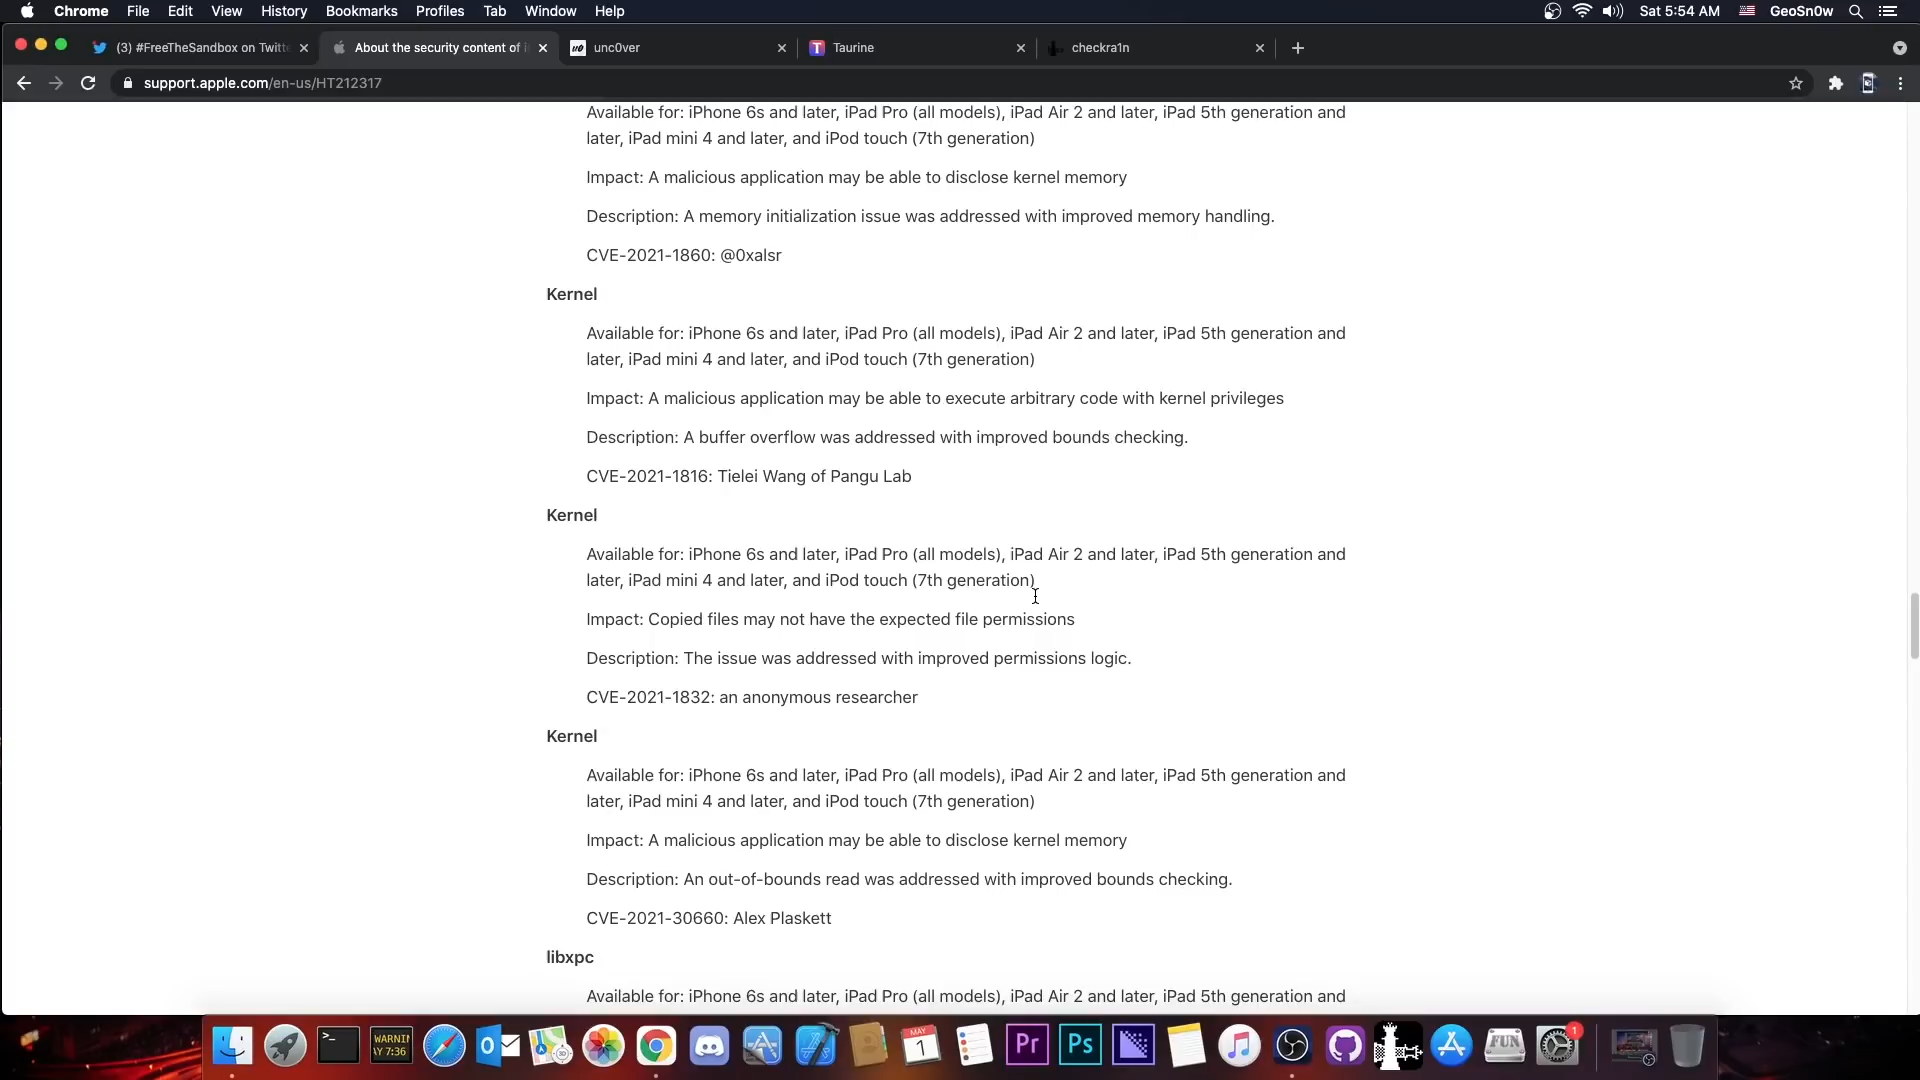 Chrome File Edit View History Bookmarks Profiles Tab Window Help Sat 5:54 AM GeoSn0w
(3) #FreeTheSandbox on Twitte About the security content of i unc0ver Taurine checkra1n
support.apple.com/en-us/HT212317
Available for: iPhone 6s and later, iPad Pro (all models), iPad Air 2 and later, iPad 5th generation and
later, iPad mini 4 and later, and iPod touch (7th generation)
Impact: A malicious application may be able to disclose kernel memory
Description: A memory initialization issue was addressed with improved memory handling.
CVE-2021-1860: @0xalsr
Kernel
Available for: iPhone 6s and later, iPad Pro (all models), iPad Air 2 and later, iPad 5th generation and
later, iPad mini 4 and later, and iPod touch (7th generation)
Impact: A malicious application may be able to execute arbitrary code with kernel privileges
Description: A buffer overflow was addressed with improved bounds checking.
CVE-2021-1816: Tielei Wang of Pangu Lab
Kernel
Available for: iPhone 6s and later, iPad Pro (all models), iPad Air 2 and later, iPad 5th generation and
later, iPad mini 4 and later, and iPod touch (7th generation)
Impact: Copied files may not have the expected file permissions
Description: The issue was addressed with improved permissions logic.
CVE-2021-1832: an anonymous researcher
Kernel
Available for: iPhone 6s and later, iPad Pro (all models), iPad Air 2 and later, iPad 5th generation and
later, iPad mini 4 and later, and iPod touch (7th generation)
Impact: A malicious application may be able to disclose kernel memory
Description: An out-of-bounds read was addressed with improved bounds checking.
CVE-2021-30660: Alex Plaskett
libxpc
Available for: iPhone 6s and later, iPad Pro (all models), iPad Air 2 and later, iPad 5th generation and
WARNIN
AY 7:36
MAY
1
Pr
Ps
FUN
1